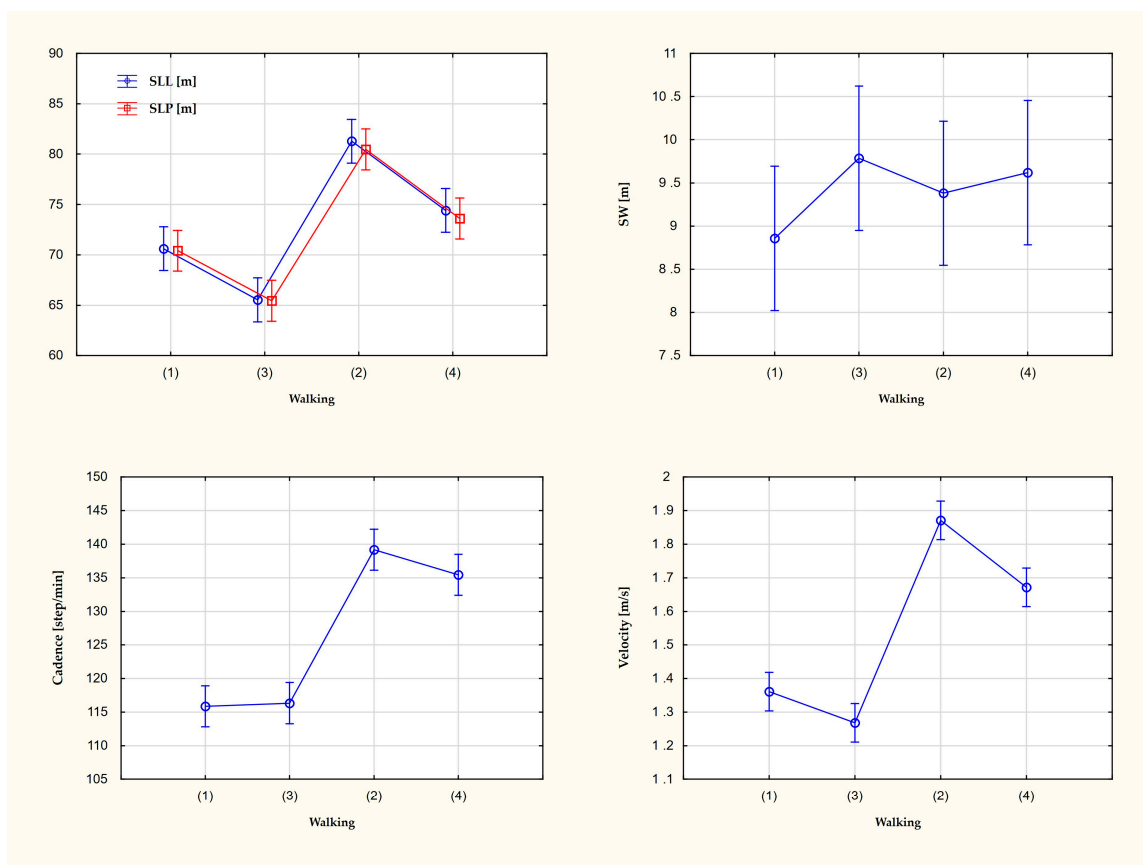 90
85
80
75
70
65
60
SLL [m]
SLP [m]
(1) (3) (2) (4)
Walking
11
10.5
10
9.5
9
8.5
8
7.5
SW [m]
(1) (3) (2) (4)
Walking
150
145
140
135
130
125
120
115
110
105
Cadence [step/min]
(1) (3) (2) (4)
Walking
2
1.9
1.8
1.7
1.6
1.5
1.4
1.3
1.2
1.1
Velocity [m/s]
(1) (3) (2) (4)
Walking